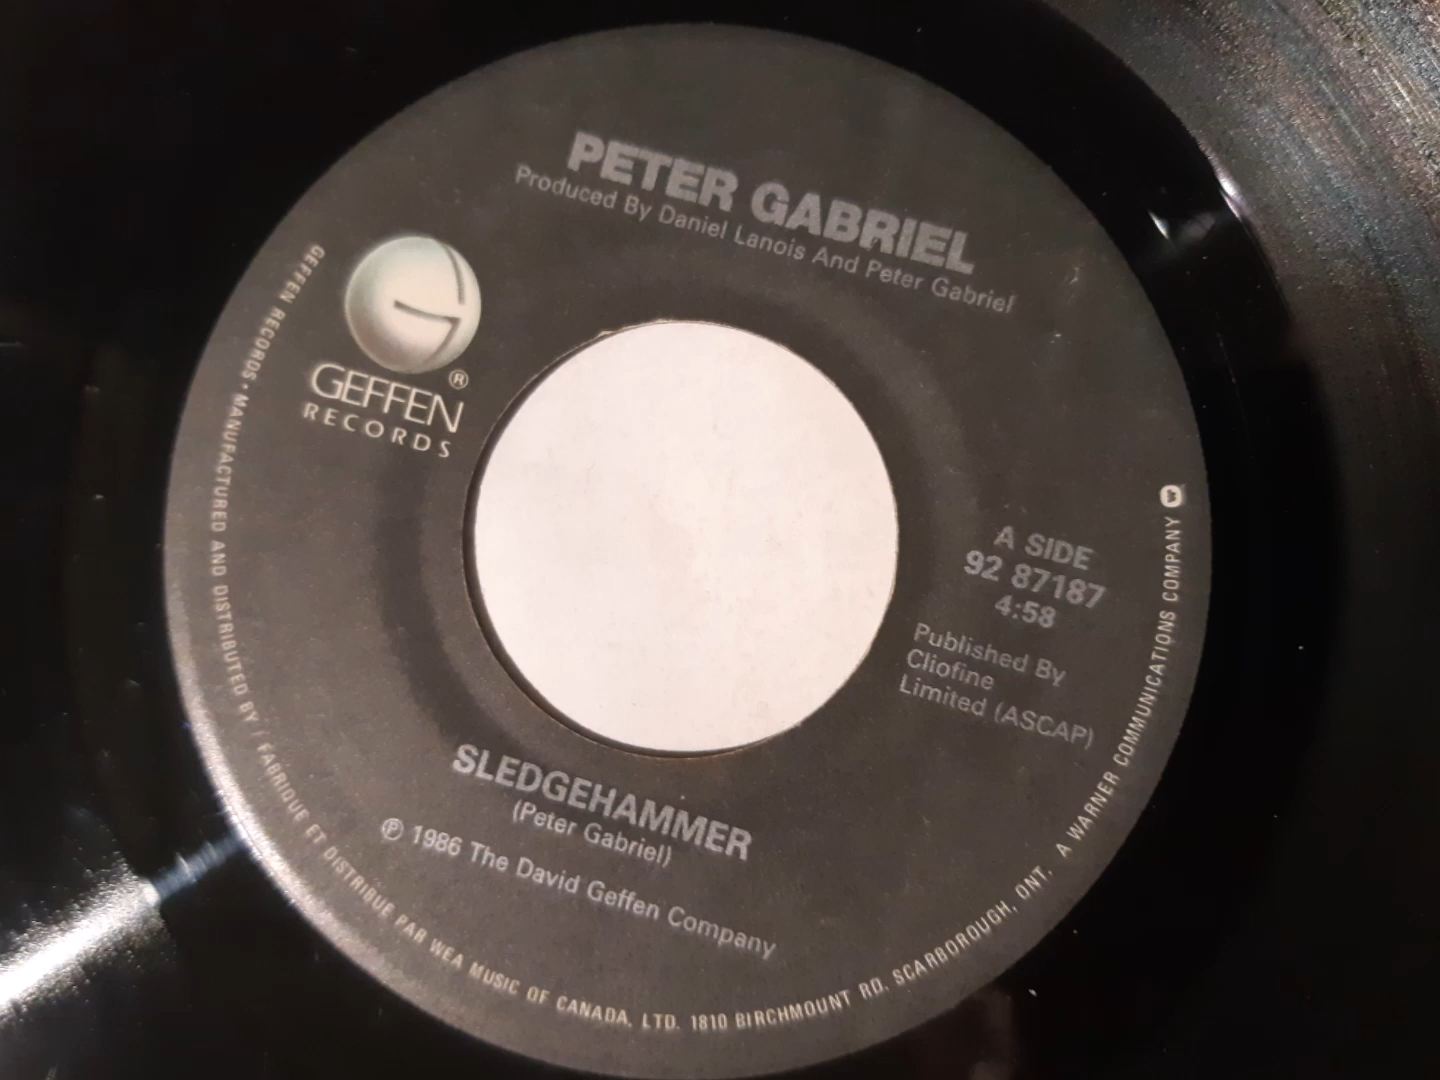 PETER GABRIEL
Produced By Daniel Lanois And Peter Gabriel
GEFFEN®
RECORDS
A SIDE
92 87187
4:58
Published By
Cliofine
Limited (ASCAP)
SLEDGEHAMMER
(Peter Gabriel)
℗ 1986 The David Geffen Company
GEFFEN RECORDS • MANUFACTURED AND DISTRIBUTED BY / FABRIQUE ET DISTRIBUE PAR WEA MUSIC OF CANADA, LTD. 1810 BIRCHMOUNT RD. SCARBOROUGH, ONT. A WARNER COMMUNICATIONS COMPANY